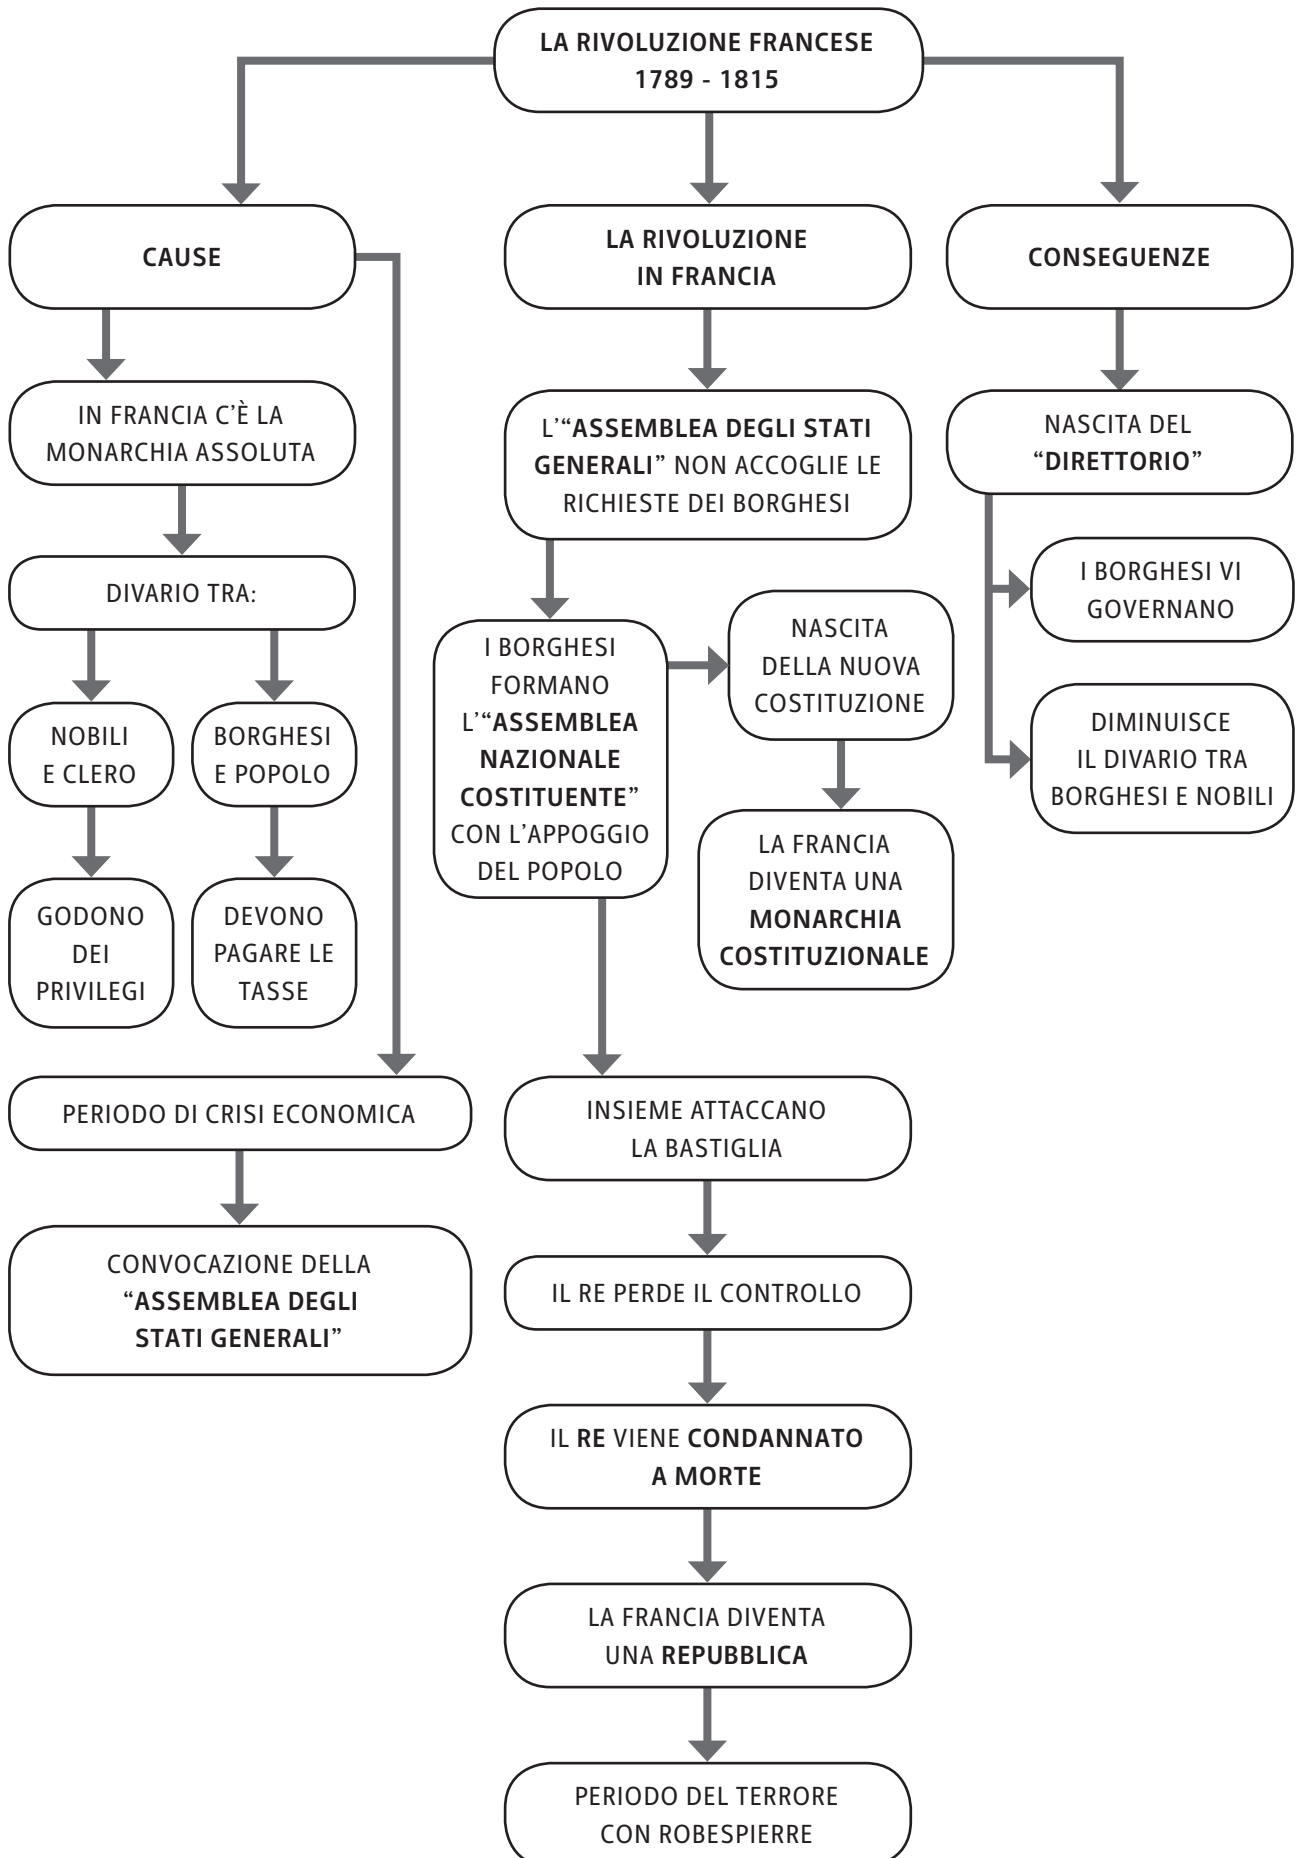 LA RIVOLUZIONE FRANCESE
1789 - 1815
CAUSE
IN FRANCIA C'È LA
MONARCHIA ASSOLUTA
DIVARIO TRA:
NOBILI
E CLERO
GODONO
DEI
PRIVILEGI
BORGHESI
E POPOLO
DEVONO
PAGARE LE
TASSE
PERIODO DI CRISI ECONOMICA
CONVOCAZIONE DELLA
“ASSEMBLEA DEGLI
STATI GENERALI”
LA RIVOLUZIONE
IN FRANCIA
L'“ASSEMBLEA DEGLI STATI
GENERALI” NON ACCOGLIE LE
RICHIESTE DEI BORGHESI
I BORGHESI
FORMANO
L'“ASSEMBLEA
NAZIONALE
COSTITUENTE”
CON L'APPOGGIO
DEL POPOLO
NASCITA
DELLA NUOVA
COSTITUZIONE
LA FRANCIA
DIVENTA UNA
MONARCHIA
COSTITUZIONALE
INSIEME ATTACCANO
LA BASTIGLIA
IL RE PERDE IL CONTROLLO
IL RE VIENE CONDANNATO
A MORTE
LA FRANCIA DIVENTA
UNA REPUBBLICA
PERIODO DEL TERRORE
CON ROBESPIERRE
CONSEGUENZE
NASCITA DEL
“DIRETTORIO”
I BORGHESI VI
GOVERNANO
DIMINUISCE
IL DIVARIO TRA
BORGHESI E NOBILI